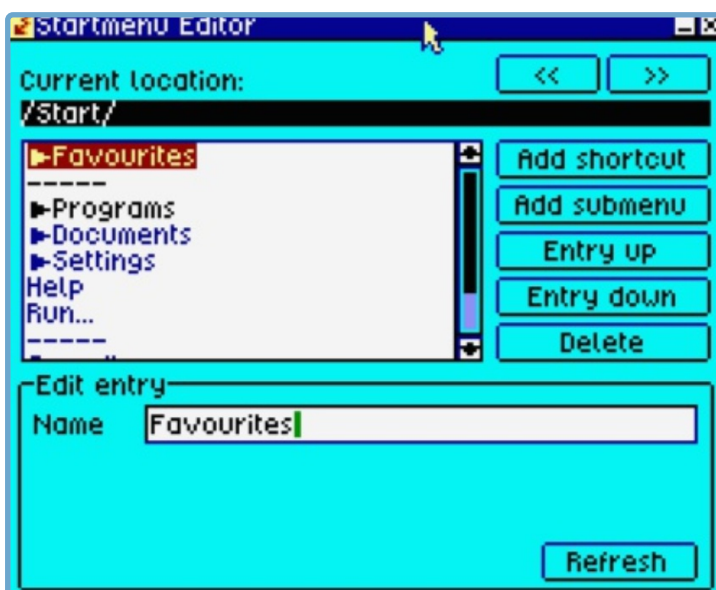 Startmenu Editor
Current location:
<< >>
/Start/
Favourites
-----
Programs
Documents
Settings
Help
Run...
-----
Add shortcut
Add submenu
Entry up
Entry down
Delete
Edit entry
Name Favourites
Refresh